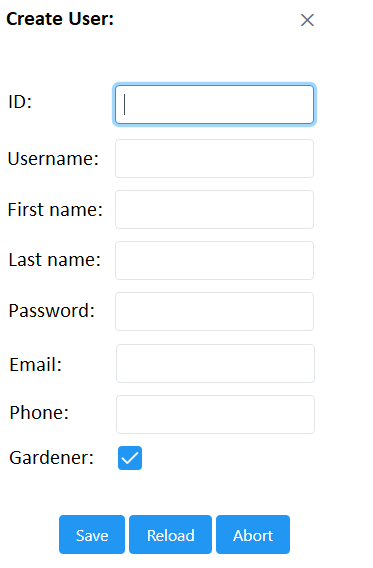 Create User:
ID:
Username:
First name:
Last name:
Password:
Email:
Phone:
Gardener:
Save Reload Abort